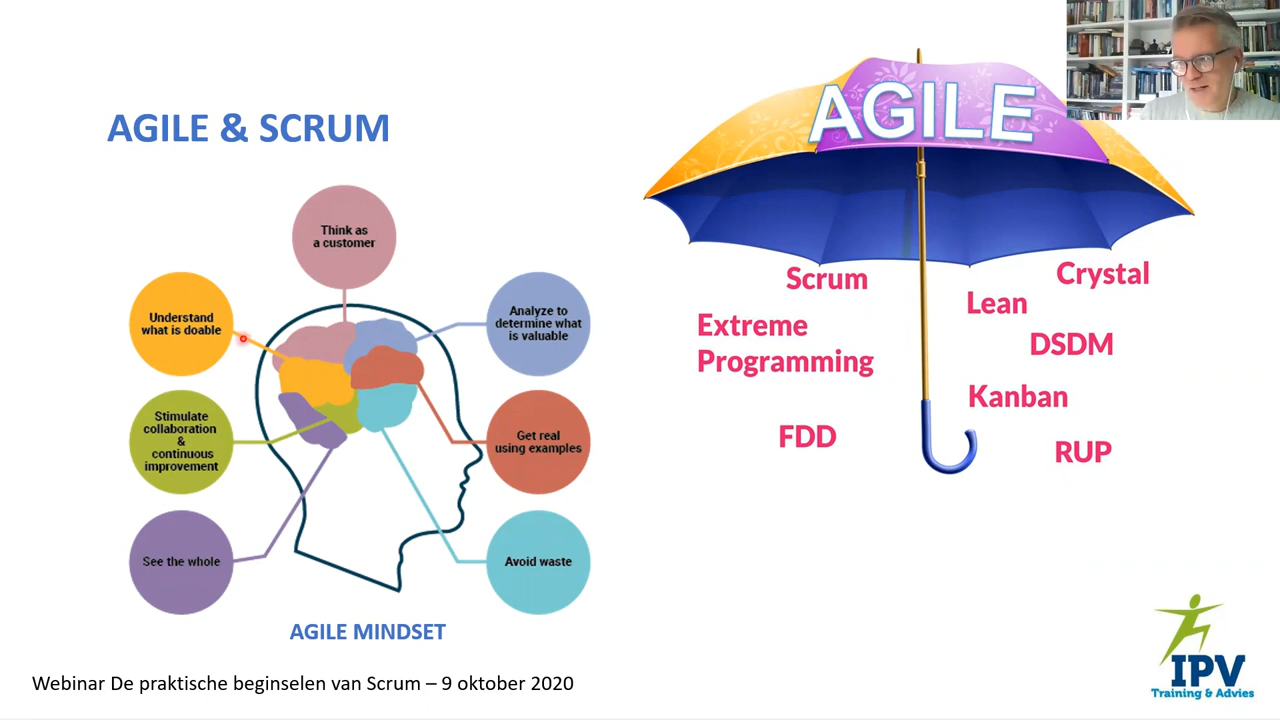 AGILE & SCRUM
Think as
a customer
Understand
what is doable
Analyze to
determine what
is valuable
Stimulate
collaboration
&
continuous
improvement
Get real
using examples
See the whole
Avoid waste
AGILE MINDSET
AGILE
Scrum
Crystal
Lean
Extreme
Programming
DSDM
Kanban
FDD
RUP
Webinar De praktische beginselen van Scrum – 9 oktober 2020
IPV
Training & Advies